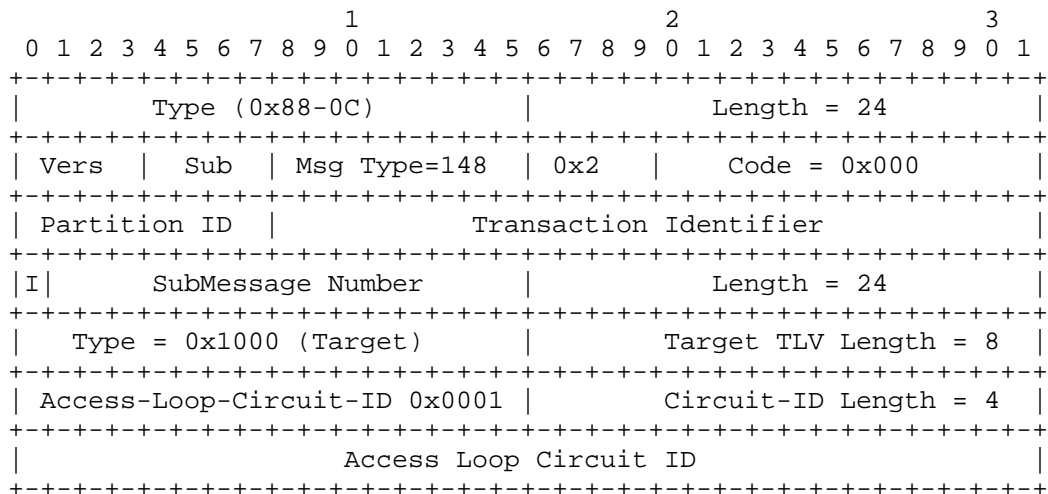 1                   2                   3
 0 1 2 3 4 5 6 7 8 9 0 1 2 3 4 5 6 7 8 9 0 1 2 3 4 5 6 7 8 9 0 1
+-+-+-+-+-+-+-+-+-+-+-+-+-+-+-+-+-+-+-+-+-+-+-+-+-+-+-+-+-+-+-+-+
|        Type (0x88-0C)         |           Length = 24         |
+-+-+-+-+-+-+-+-+-+-+-+-+-+-+-+-+-+-+-+-+-+-+-+-+-+-+-+-+-+-+-+-+
| Vers  |  Sub  | Msg Type=148  | 0x2   |    Code = 0x000       |
+-+-+-+-+-+-+-+-+-+-+-+-+-+-+-+-+-+-+-+-+-+-+-+-+-+-+-+-+-+-+-+-+
| Partition ID  |            Transaction Identifier             |
+-+-+-+-+-+-+-+-+-+-+-+-+-+-+-+-+-+-+-+-+-+-+-+-+-+-+-+-+-+-+-+-+
|I|      SubMessage Number      |           Length = 24         |
+-+-+-+-+-+-+-+-+-+-+-+-+-+-+-+-+-+-+-+-+-+-+-+-+-+-+-+-+-+-+-+-+
|   Type = 0x1000 (Target)      |        Target TLV Length = 8  |
+-+-+-+-+-+-+-+-+-+-+-+-+-+-+-+-+-+-+-+-+-+-+-+-+-+-+-+-+-+-+-+-+
| Access-Loop-Circuit-ID 0x0001 |        Circuit-ID Length = 4  |
+-+-+-+-+-+-+-+-+-+-+-+-+-+-+-+-+-+-+-+-+-+-+-+-+-+-+-+-+-+-+-+-+
|                    Access Loop Circuit ID                     |
+-+-+-+-+-+-+-+-+-+-+-+-+-+-+-+-+-+-+-+-+-+-+-+-+-+-+-+-+-+-+-+-+